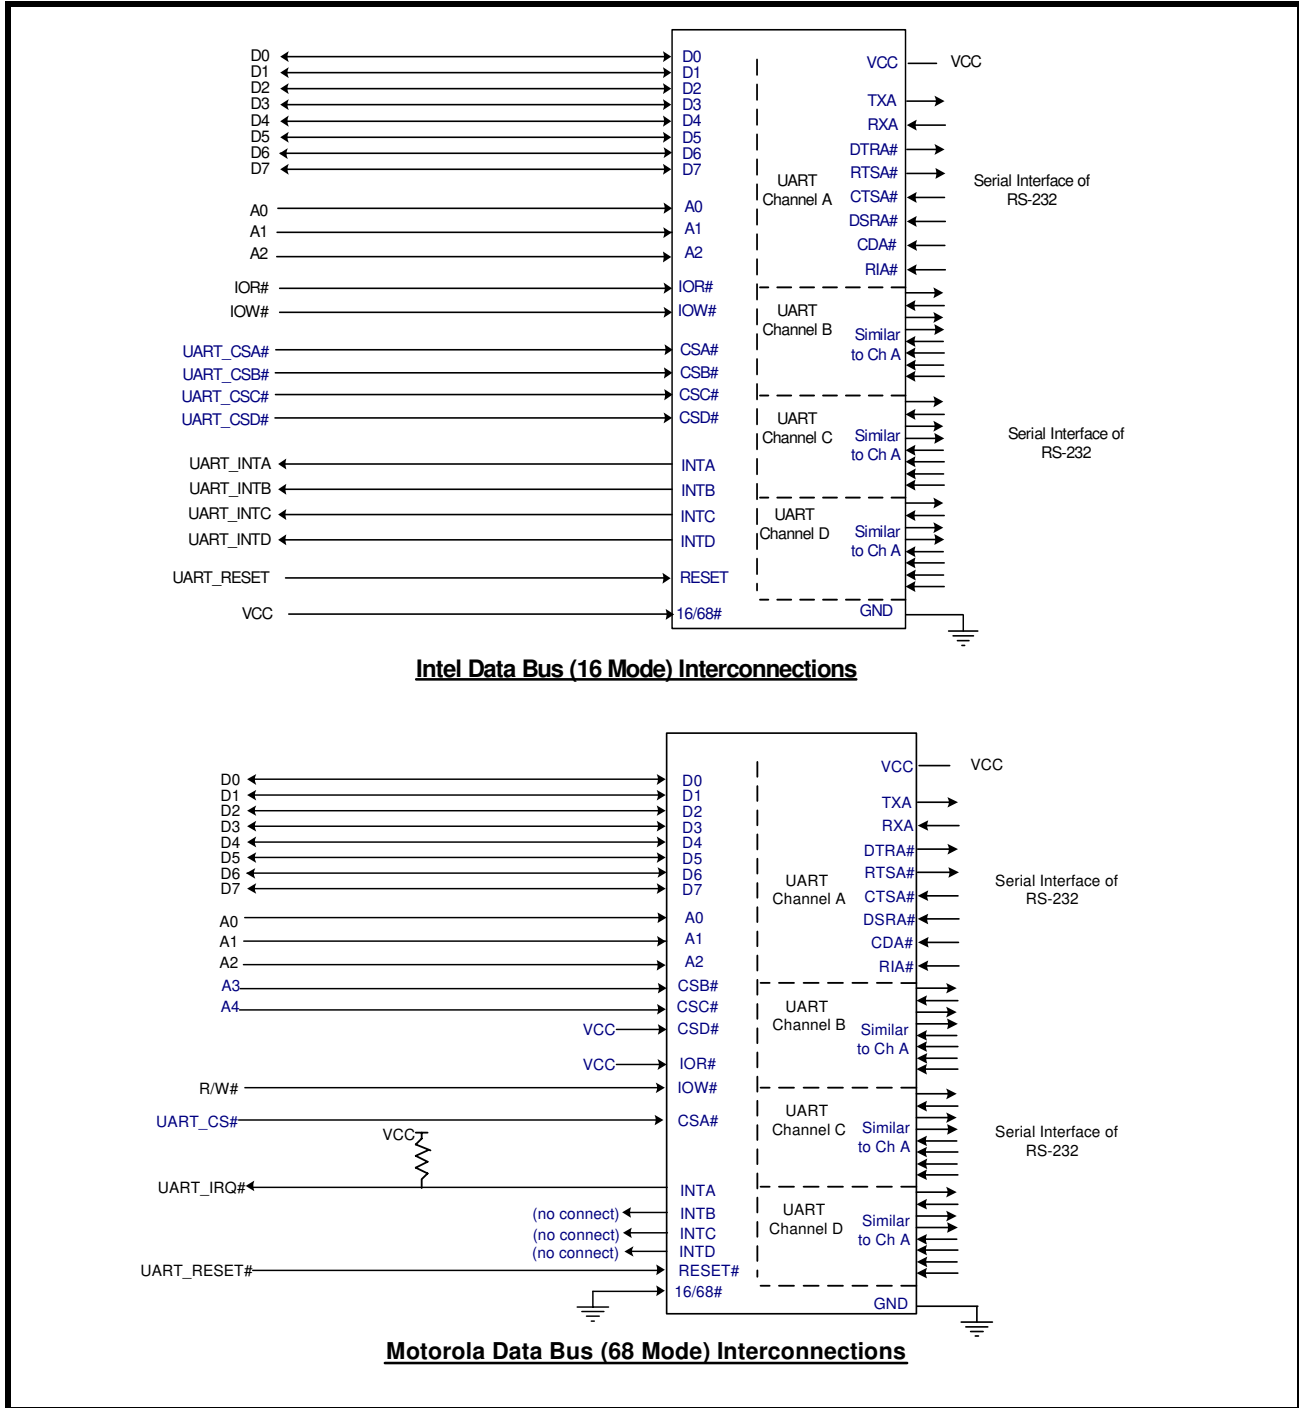 D0 D0
D1 D1
D2 D2
D3 D3
D4 D4
D5 D5
D6 D6
D7 D7
A0 A0
A1 A1
A2 A2
IOR# IOR#
IOW# IOW#
UART_CSA# CSA#
UART_CSB# CSB#
UART_CSC# CSC#
UART_CSD# CSD#
UART_INTA INTA
UART_INTB INTB
UART_INTC INTC
UART_INTD INTD
UART_RESET RESET
VCC 16/68#
UART
Channel A
UART
Channel B
Similar
to Ch A
UART
Channel C
Similar
to Ch A
UART
Channel D
Similar
to Ch A
VCC VCC
TXA
RXA
DTRA#
RTSA#
CTSA#
DSRA#
CDA#
RIA#
GND
Serial Interface of
RS-232
Serial Interface of
RS-232
Intel Data Bus (16 Mode) Interconnections
D0 D0
D1 D1
D2 D2
D3 D3
D4 D4
D5 D5
D6 D6
D7 D7
A0 A0
A1 A1
A2 A2
A3 CSB#
A4 CSC#
VCC CSD#
VCC IOR#
R/W# IOW#
UART_CS# CSA#
VCC
UART_IRQ# INTA
(no connect) INTB
(no connect) INTC
(no connect) INTD
UART_RESET# RESET#
16/68#
UART
Channel A
UART
Channel B
Similar
to Ch A
UART
Channel C
Similar
to Ch A
UART
Channel D
Similar
to Ch A
VCC VCC
TXA
RXA
DTRA#
RTSA#
CTSA#
DSRA#
CDA#
RIA#
GND
Serial Interface of
RS-232
Serial Interface of
RS-232
Motorola Data Bus (68 Mode) Interconnections